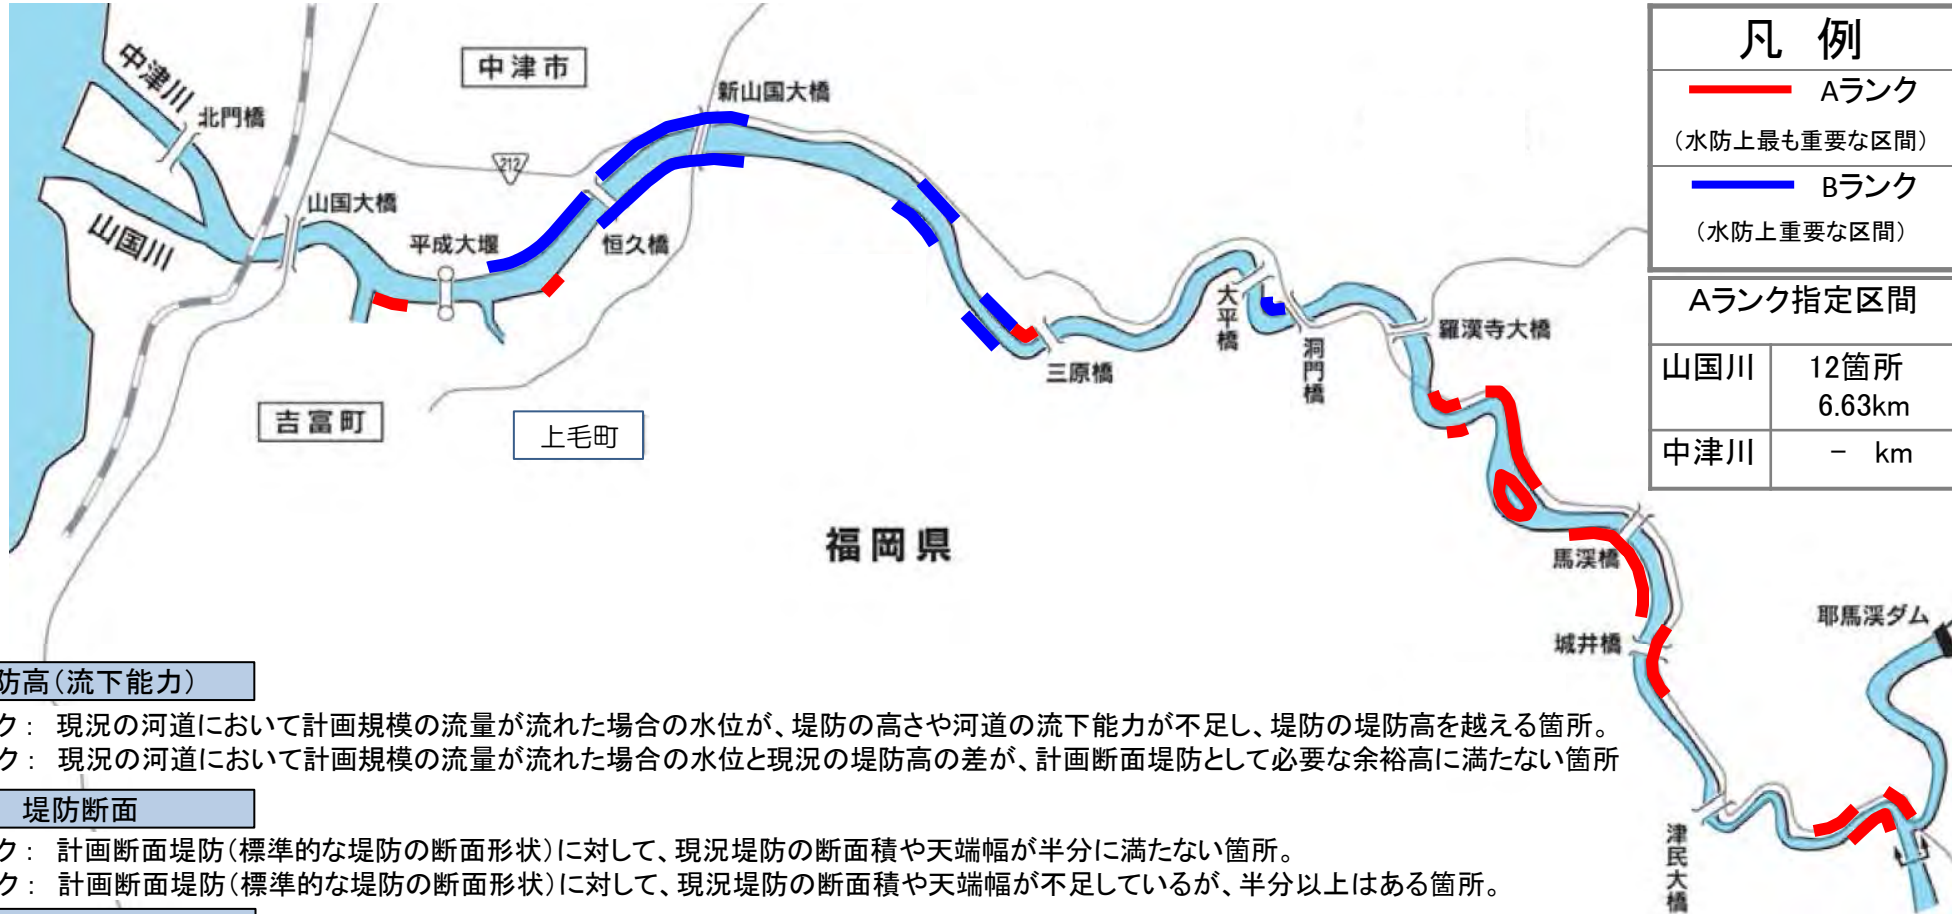 中津川
北門橋
中津市
新山国大橋
212
山国大橋
山国川
平成大堰
恒久橋
吉富町
上毛町
三原橋
大平橋
洞門橋
羅漢寺大橋
福岡県
馬渓橋
城井橋
耶馬渓ダム
津民大橋
凡 例
Aランク
(水防上最も重要な区間)
Bランク
(水防上重要な区間)
Aランク指定区間
山国川 12箇所
6.63km
中津川 - km
防高(流下能力)
ク: 現況の河道において計画規模の流量が流れた場合の水位が、堤防の高さや河道の流下能力が不足し、堤防の堤防高を越える箇所。
ク: 現況の河道において計画規模の流量が流れた場合の水位と現況の堤防高の差が、計画断面堤防として必要な余裕高に満たない箇所
堤防断面
ク: 計画断面堤防(標準的な堤防の断面形状)に対して、現況堤防の断面積や天端幅が半分に満たない箇所。
ク: 計画断面堤防(標準的な堤防の断面形状)に対して、現況堤防の断面積や天端幅が不足しているが、半分以上はある箇所。